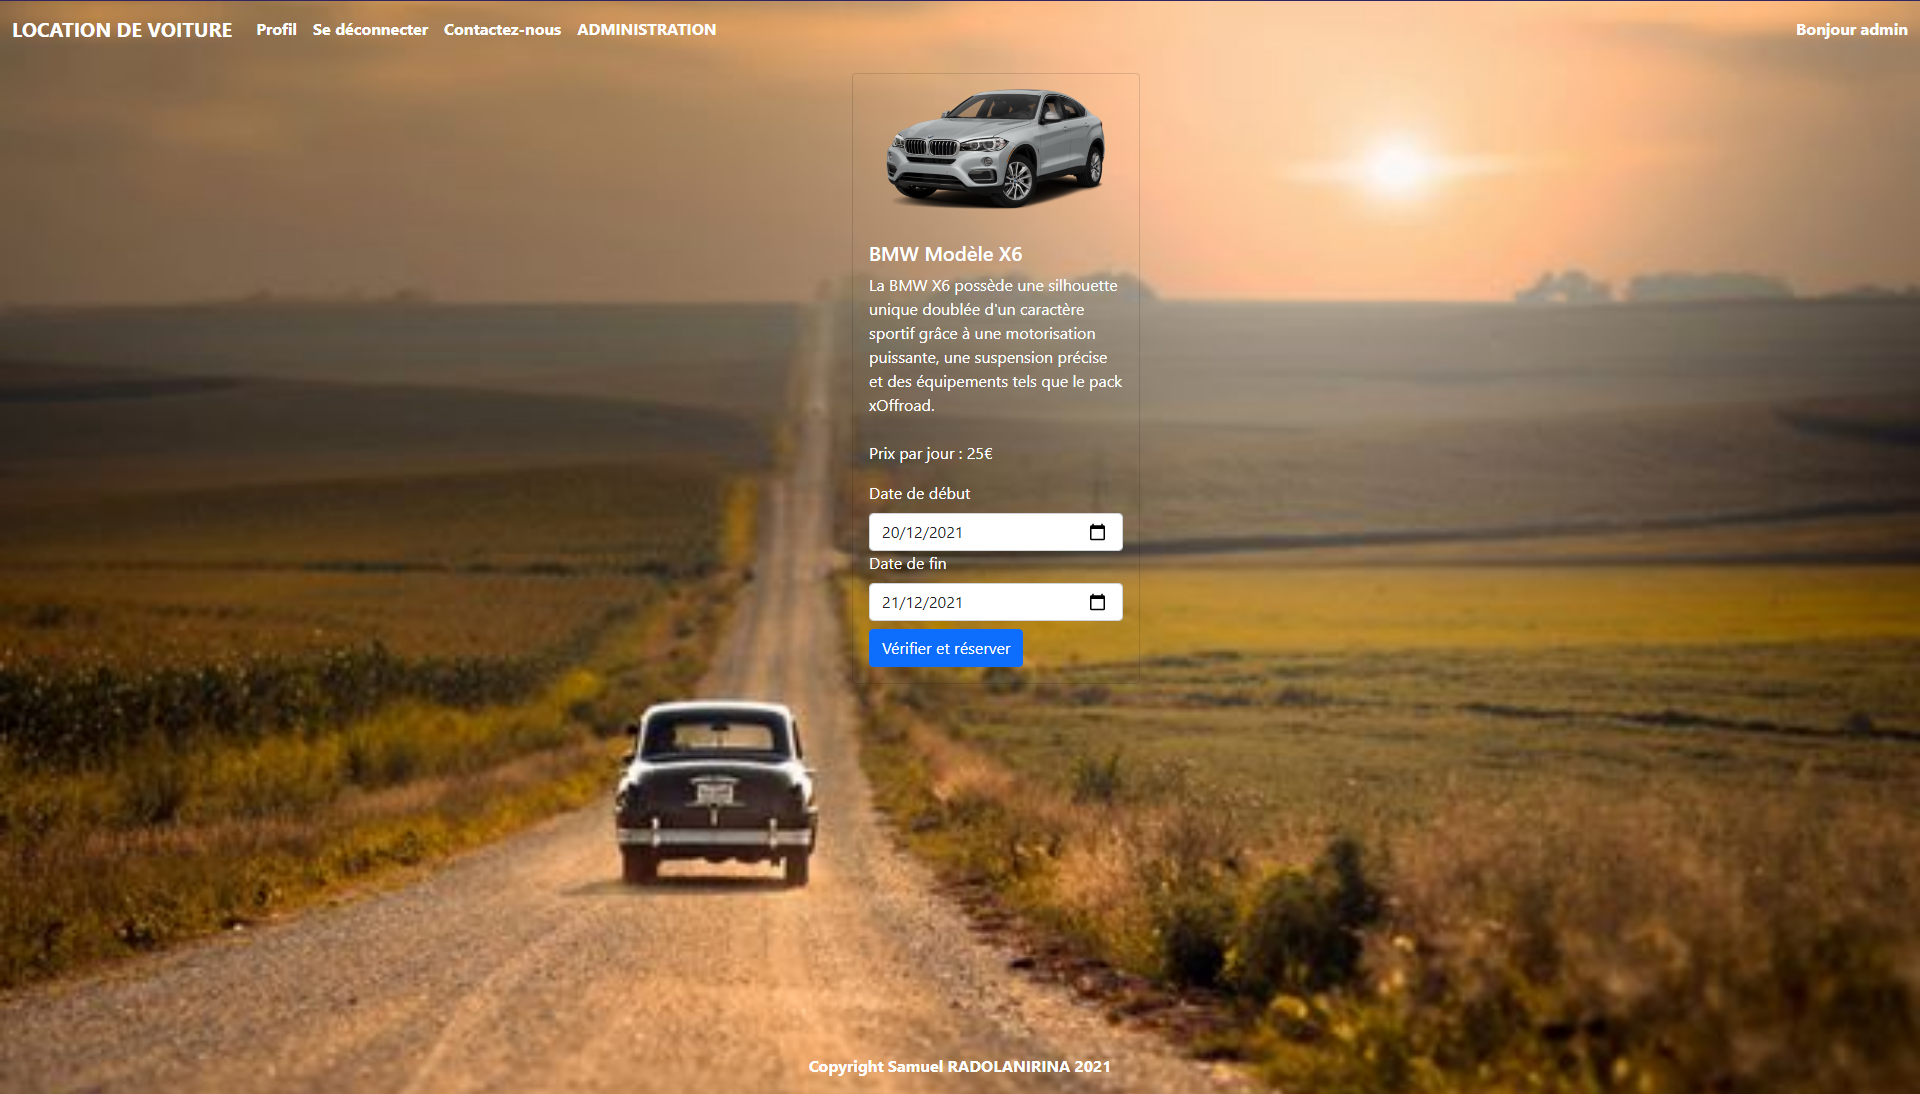 LOCATION DE VOITURE Profil Se déconnecter Contactez-nous ADMINISTRATION Bonjour admin
BMW Modèle X6
La BMW X6 possède une silhouette
unique doublée d'un caractère
sportif grâce à une motorisation
puissante, une suspension précise
et des équipements tels que le pack
xOffroad.
Prix par jour : 25€
Date de début
20/12/2021
Date de fin
21/12/2021
Vérifier et réserver
Copyright Samuel RADOLANIRINA 2021